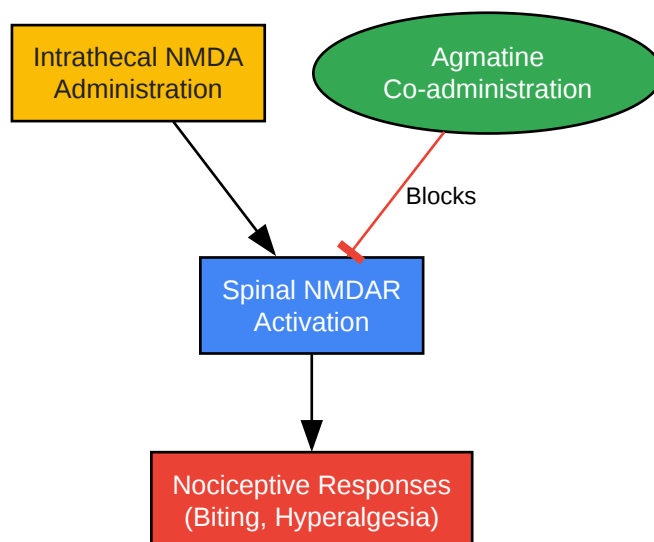 Intrathecal NMDA
Administration
Agmatine
Co-administration
Blocks
Spinal NMDAR
Activation
Nociceptive Responses
(Biting, Hyperalgesia)